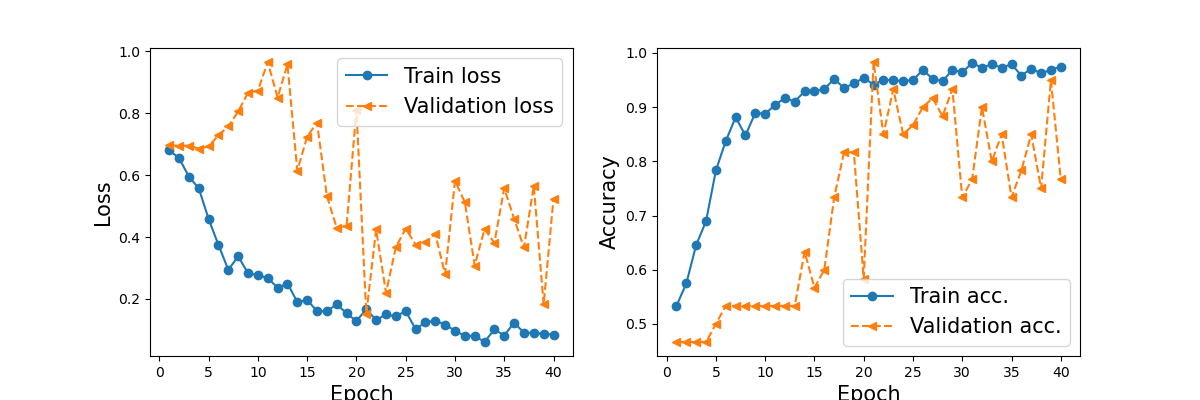 1.0
0.8
0.6
0.4
0.2
Loss
0 5 10 15 20 25 30 35 40
Epoch
Train loss
Validation loss
1.0
0.9
0.8
0.7
0.6
0.5
Accuracy
0 5 10 15 20 25 30 35 40
Epoch
Train acc.
Validation acc.